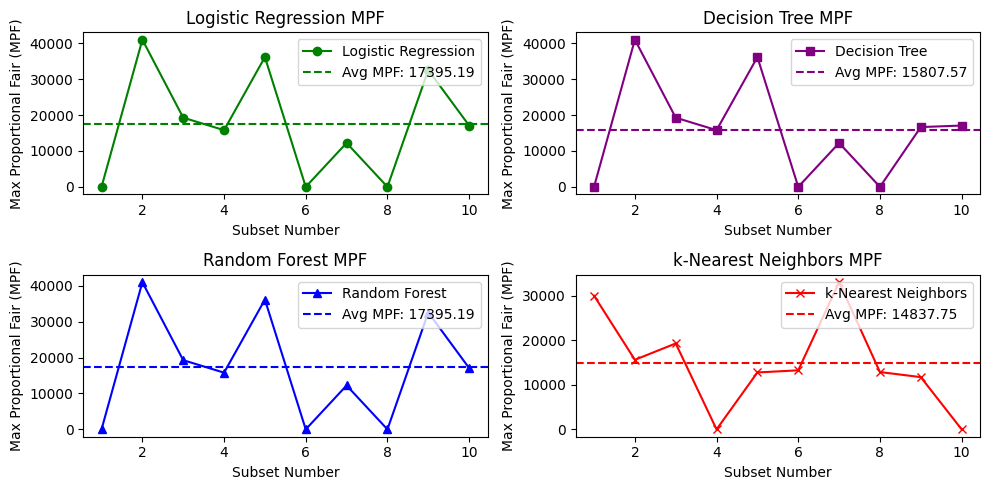 Logistic Regression MPF
Max Proportional Fair (MPF)
40000
30000
20000
10000
0
Logistic Regression
Avg MPF: 17395.19
2 4 6 8 10
Subset Number
Decision Tree MPF
Max Proportional Fair (MPF)
40000
30000
20000
10000
0
Decision Tree
Avg MPF: 15807.57
2 4 6 8 10
Subset Number
Random Forest MPF
Max Proportional Fair (MPF)
40000
30000
20000
10000
0
Random Forest
Avg MPF: 17395.19
2 4 6 8 10
Subset Number
k-Nearest Neighbors MPF
Max Proportional Fair (MPF)
30000
20000
10000
0
k-Nearest Neighbors
Avg MPF: 14837.75
2 4 6 8 10
Subset Number